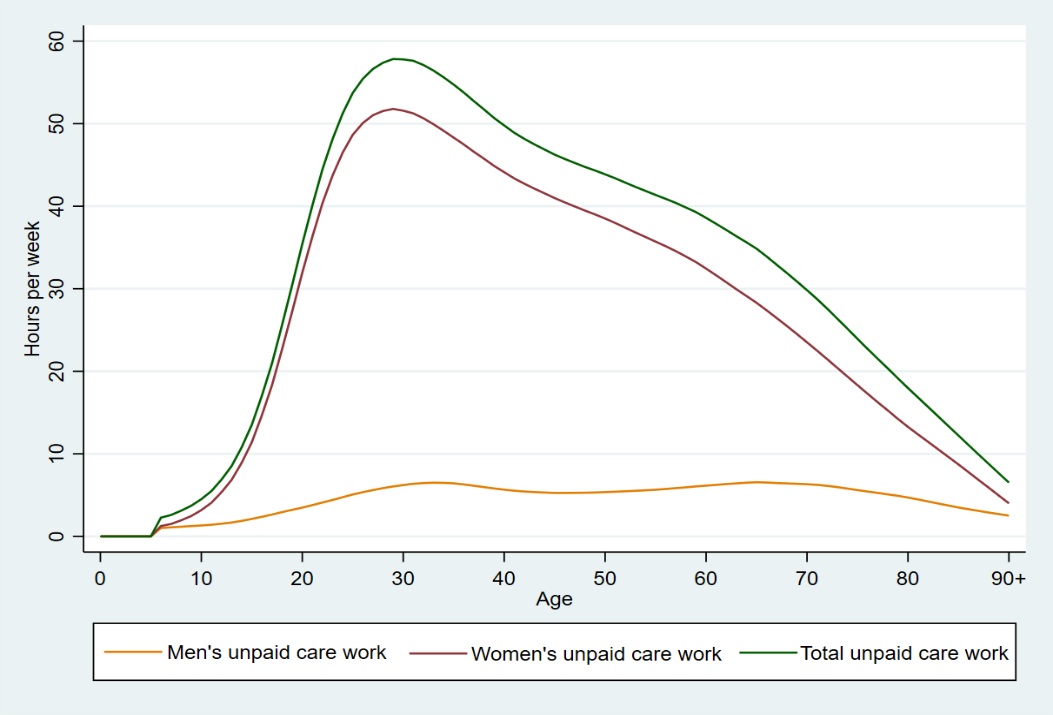 60
50
40
30
20
10
0
Hours per week
0 10 20 30 40 50 60 70 80 90+
Age
Men's unpaid care work Women's unpaid care work Total unpaid care work